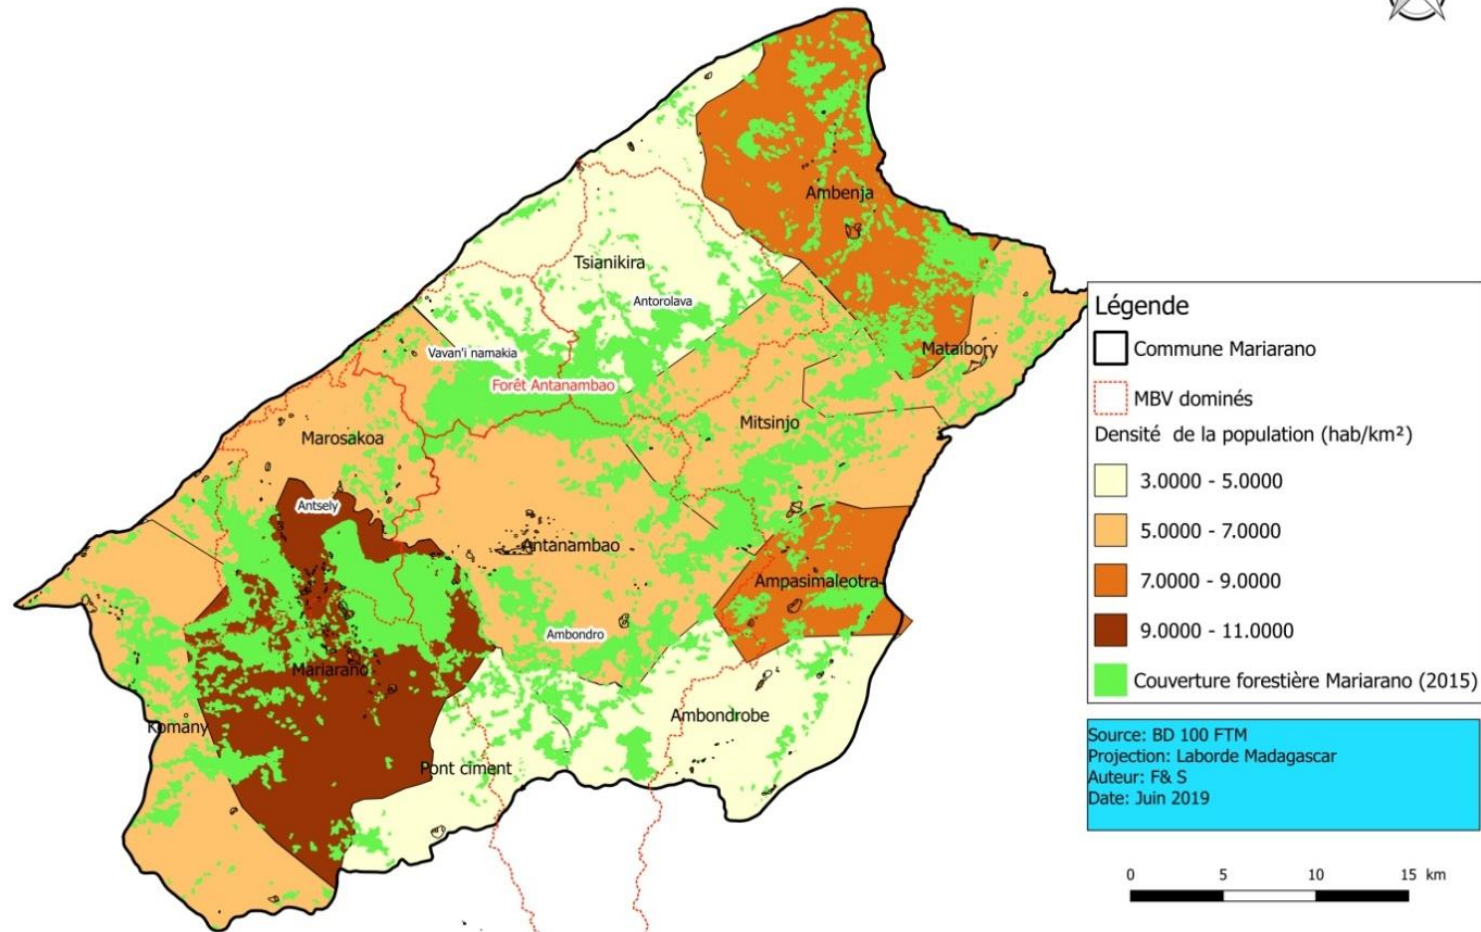 Ambenja
Tsianikira
Antorolava
Vavan'i namakia
Mataibory
Forêt Antanambao
Mitsinjo
Marosakoa
Antsely
Antanambao
Ampasimaleotra
Ambondro
Mariarano
Ambondrobe
Komany
Pont ciment
Légende
Commune Mariarano
MBV dominés
Densité de la population (hab/km²)
3.0000 - 5.0000
5.0000 - 7.0000
7.0000 - 9.0000
9.0000 - 11.0000
Couverture forestière Mariarano (2015)
Source: BD 100 FTM
Projection: Laborde Madagascar
Auteur: F& S
Date: Juin 2019
0 5 10 15 km